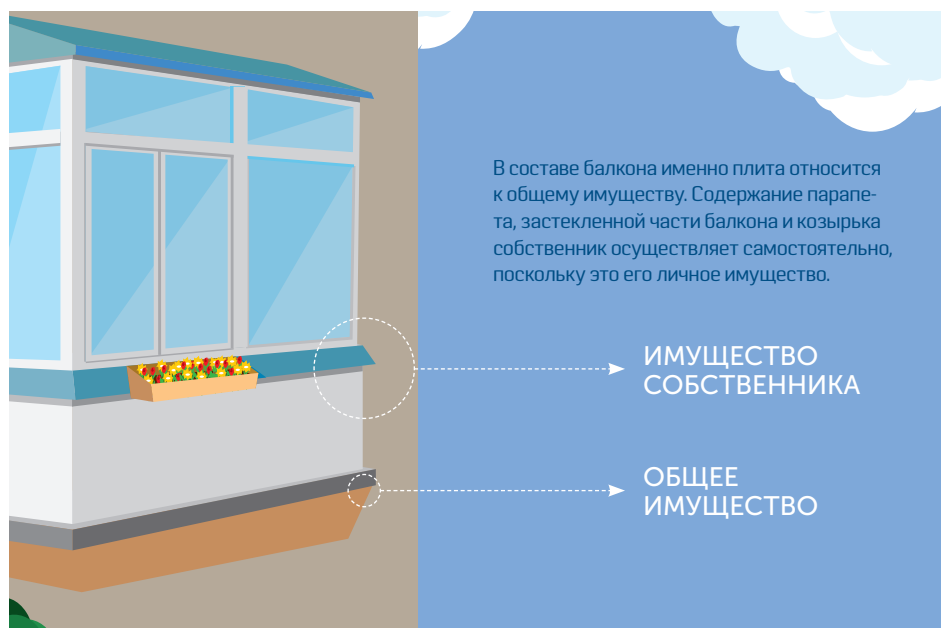 В составе балкона именно плита относится
к общему имуществу. Содержание парапе-
та, застекленной части балкона и козырька
собственник осуществляет самостоятельно,
поскольку это его личное имущество.
ИМУЩЕСТВО
СОБСТВЕННИКА
ОБЩЕЕ
ИМУЩЕСТВО